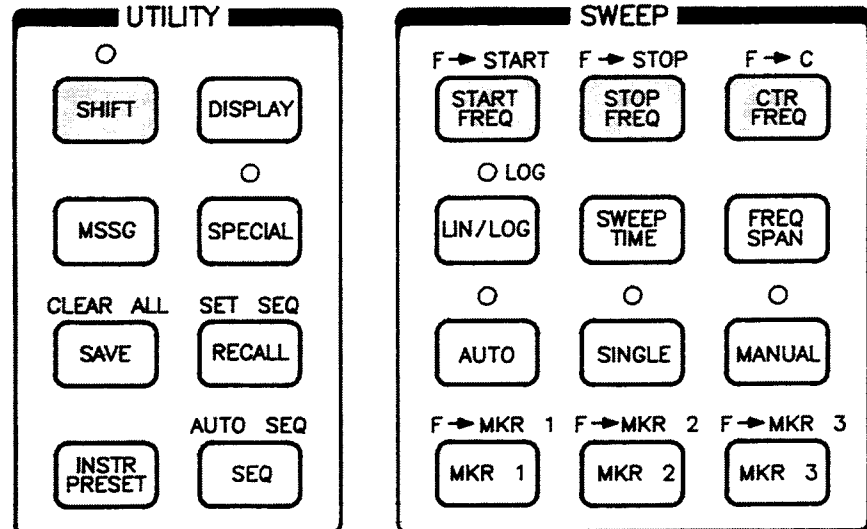 UTILITY
SHIFT
DISPLAY
MSSG
SPECIAL
CLEAR ALL
SET SEQ
SAVE
RECALL
AUTO SEQ
INSTR
PRESET
SEQ
SWEEP
F→ START
F→ STOP
F→ C
START
FREQ
STOP
FREQ
CTR
FREQ
LOG
LIN/LOG
SWEEP
TIME
FREQ
SPAN
AUTO
SINGLE
MANUAL
F→MKR 1
F→MKR 2
F→MKR 3
MKR 1
MKR 2
MKR 3